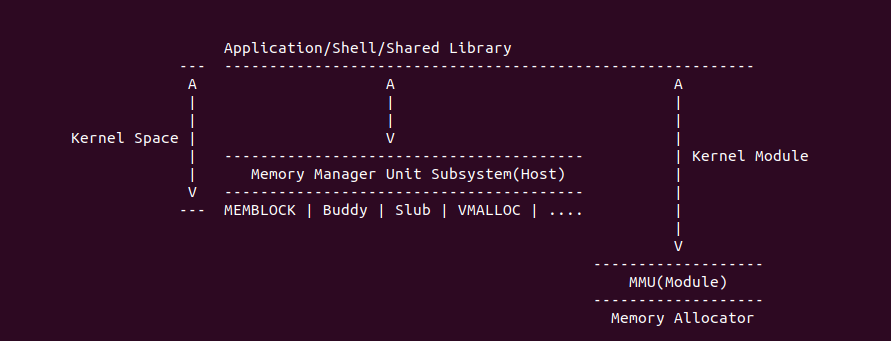 Application/Shell/Shared Library
---  -----------------------------------------------------------
A A A
| | |
| | |
Kernel Space | V |
| ---------------------------------------- | Kernel Module
| Memory Manager Unit Subsystem(Host) |
V ---------------------------------------- |
--- MEMBLOCK | Buddy | Slub | VMALLOC | .... |
|
V
-------------------
MMU(Module)
-------------------
Memory Allocator